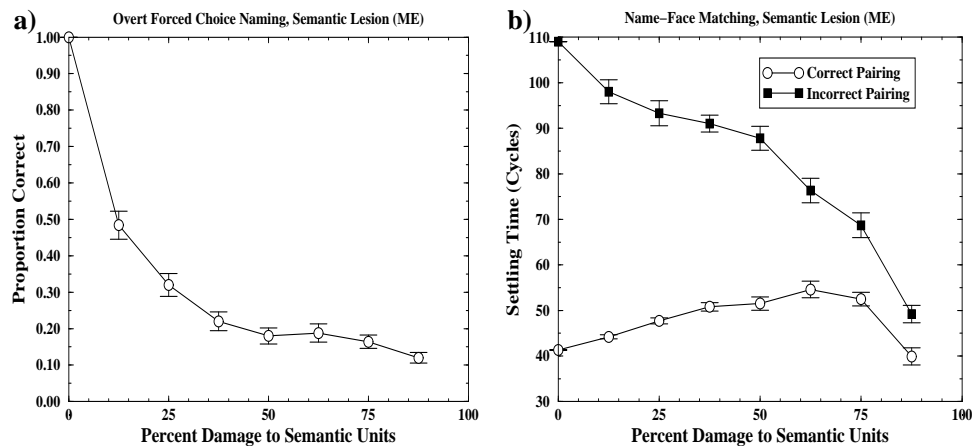 a)
Overt Forced Choice Naming, Semantic Lesion (ME)
1.00
0.90
0.80
0.70
0.60
0.50
0.40
0.30
0.20
0.10
0.00
Proportion Correct
0 25 50 75 100
Percent Damage to Semantic Units
b)
Name−Face Matching, Semantic Lesion (ME)
110
100
90
80
70
60
50
40
30
Settling Time (Cycles)
Correct Pairing
Incorrect Pairing
0 25 50 75 100
Percent Damage to Semantic Units